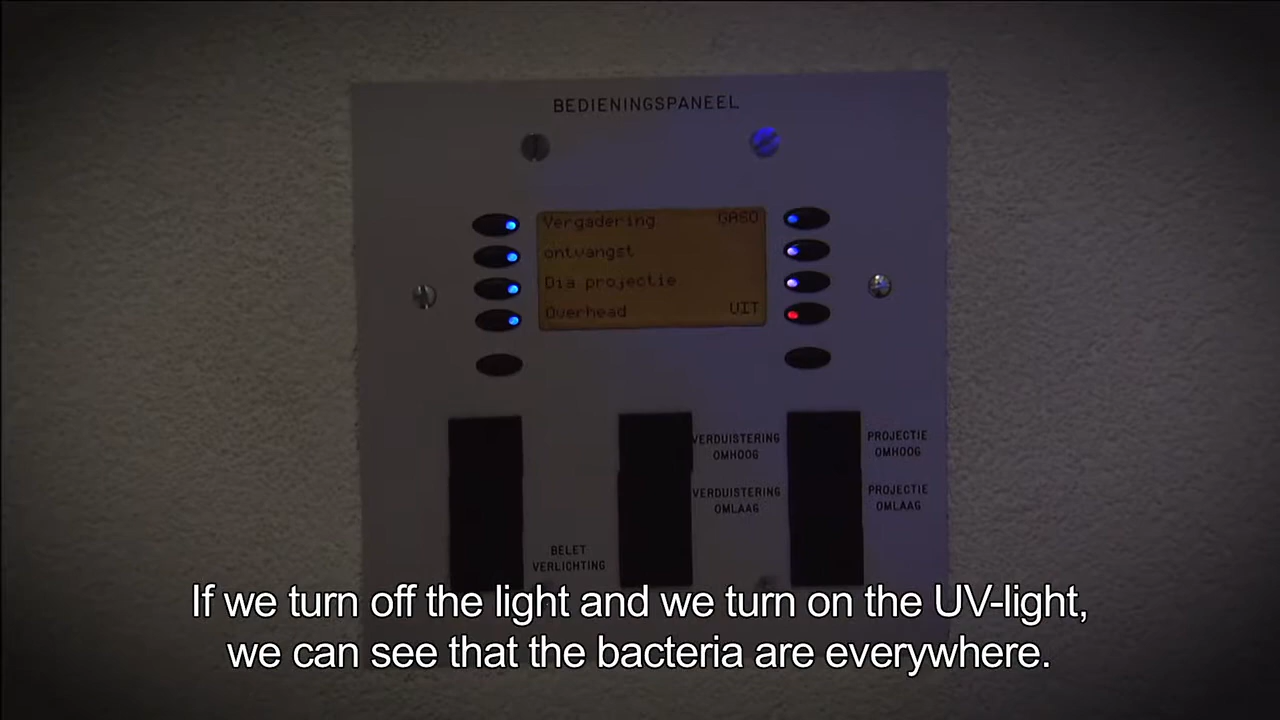 BEDIENINGSPANEEL
Vergadering GASO
ontvangst
Dia projectie
Overhead UIT
VERDUISTERING
OMHOOG
PROJECTIE
OMHOOG
VERDUISTERING
OMLAAG
PROJECTIE
OMLAAG
BELET
VERLICHTING
If we turn off the light and we turn on the UV-light,
we can see that the bacteria are everywhere.